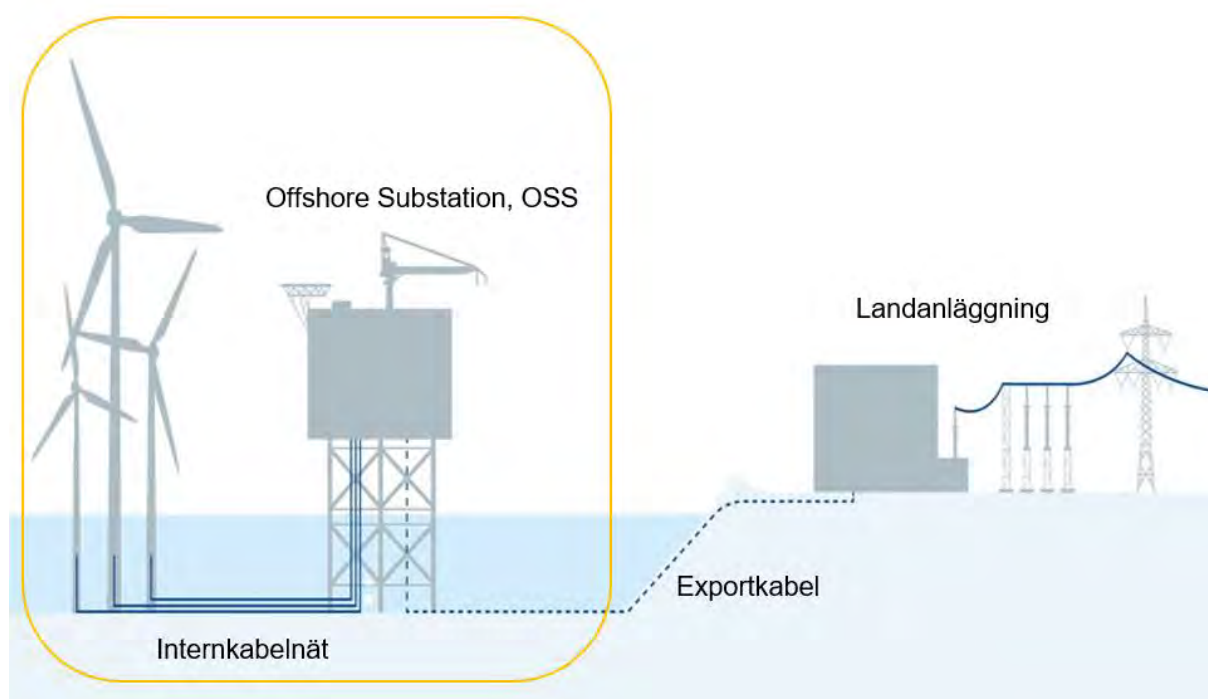 Offshore Substation, OSS
Landanläggning
Exportkabel
Internkabelnät